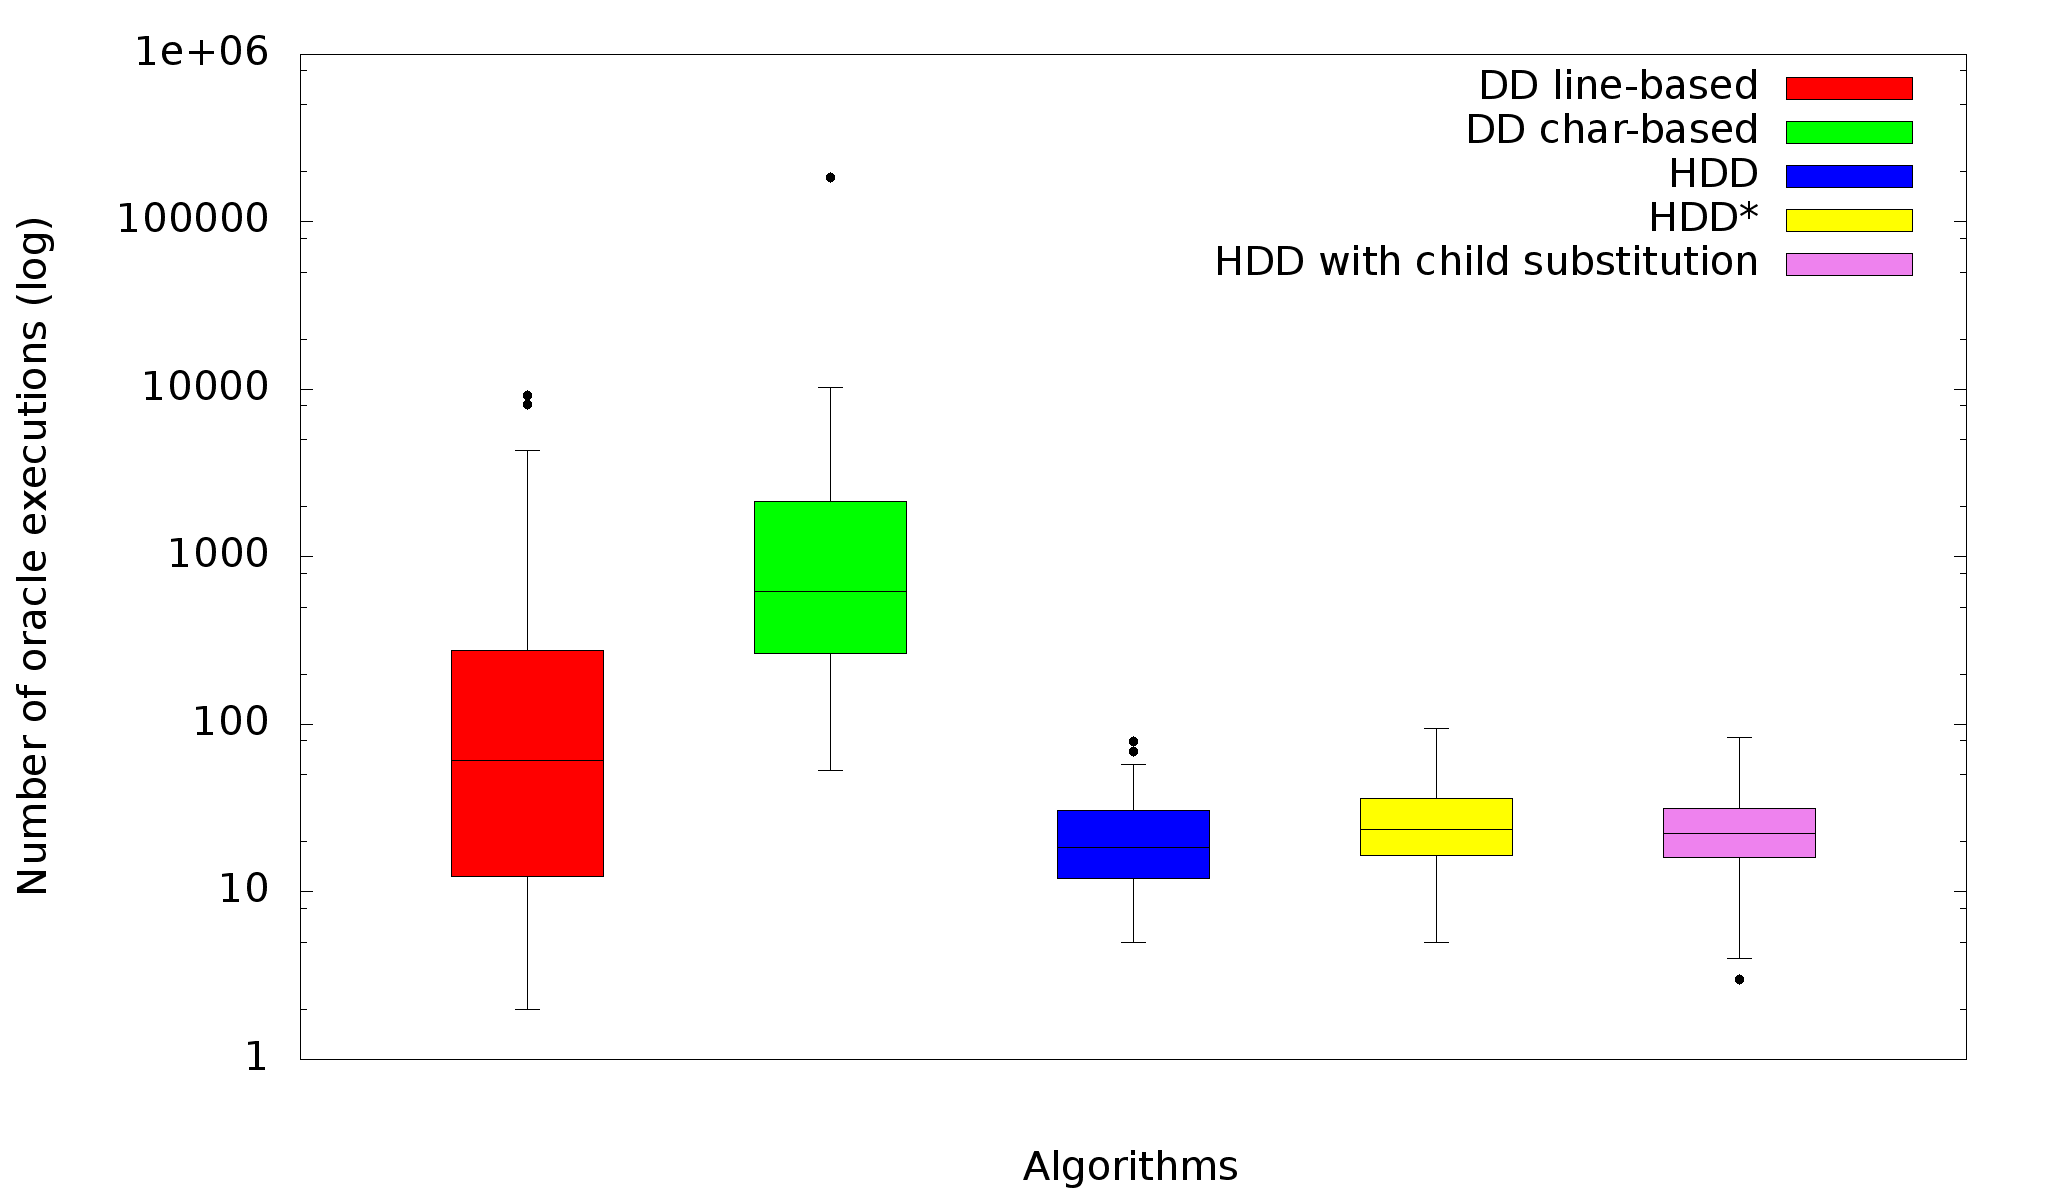 1e+06
100000
10000
1000
100
10
1
Number of oracle executions (log)
DD line-based
DD char-based
HDD
HDD*
HDD with child substitution
Algorithms